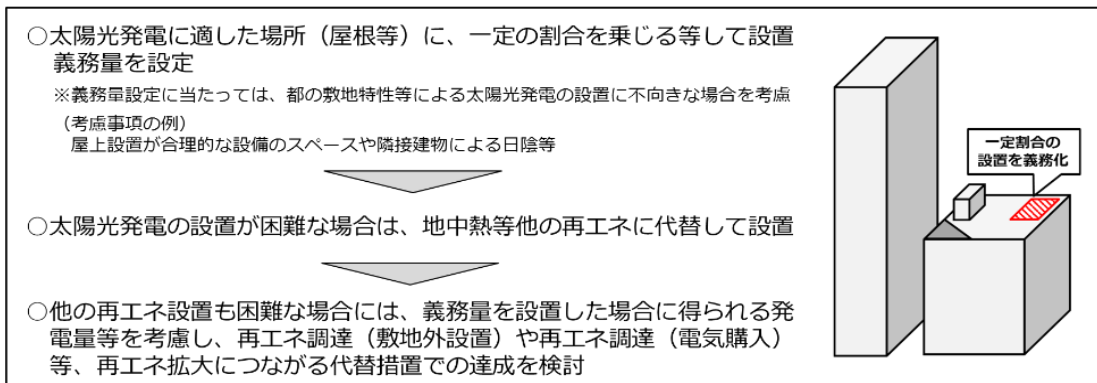 ○太陽光発電に適した場所（屋根等）に、一定の割合を乗じる等して設置
義務量を設定
※義務量設定に当たっては、都の敷地特性等による太陽光発電の設置に不向きな場合を考慮
（考慮事項の例）
屋上設置が合理的な設備のスペースや隣接建物による日陰等
一定割合の
設置を義務化
○太陽光発電の設置が困難な場合は、地中熱等他の再エネに代替して設置
○他の再エネ設置も困難な場合には、義務量を設置した場合に得られる発
電量等を考慮し、再エネ調達（敷地外設置）や再エネ調達（電気購入）
等、再エネ拡大につながる代替措置での達成を検討